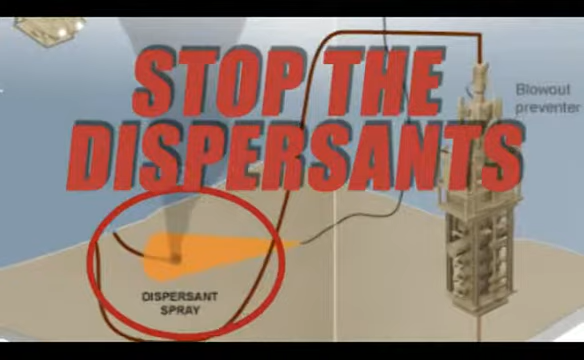 STOP THE
DISPERSANTS
Blowout
preventer
DISPERSANT
SPRAY